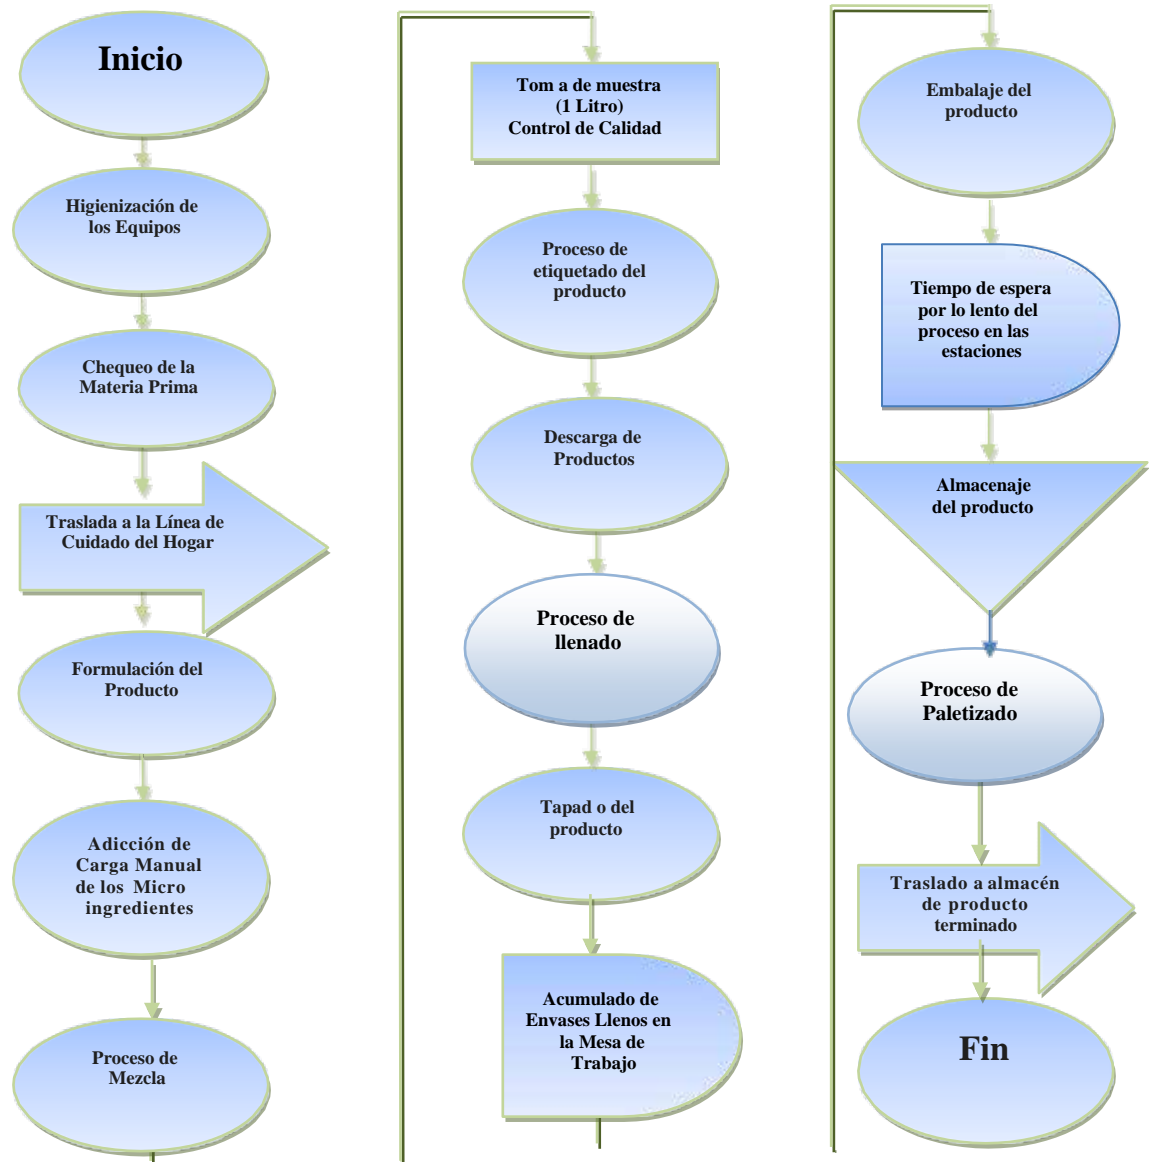 Inicio
Higienización de
los Equipos
Chequeo de la
Materia Prima
Traslada a la Línea de
Cuidado del Hogar
Formulación del
Producto
Adicción de
Carga Manual
de los Micro
ingredientes
Proceso de
Mezcla
Tom a de muestra
(1 Litro)
Control de Calidad
Proceso de
etiquetado del
producto
Descarga de
Productos
Proceso de
llenado
Tapad o del
producto
Acumulado de
Envases Llenos en
la Mesa de
Trabajo
Embalaje del
producto
Tiempo de espera
por lo lento del
proceso en las
estaciones
Almacenaje
del producto
Proceso de
Paletizado
Traslado a almacén
de producto
terminado
Fin